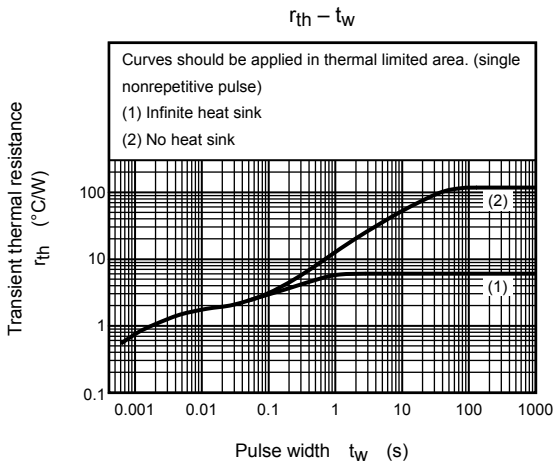 rth – tw
Curves should be applied in thermal limited area. (single
nonrepetitive pulse)
(1) Infinite heat sink
(2) No heat sink
Transient thermal resistance
rth (°C/W)
100
10
1
0.1
(2)
(1)
0.001 0.01 0.1 1 10 100 1000
Pulse width tw (s)